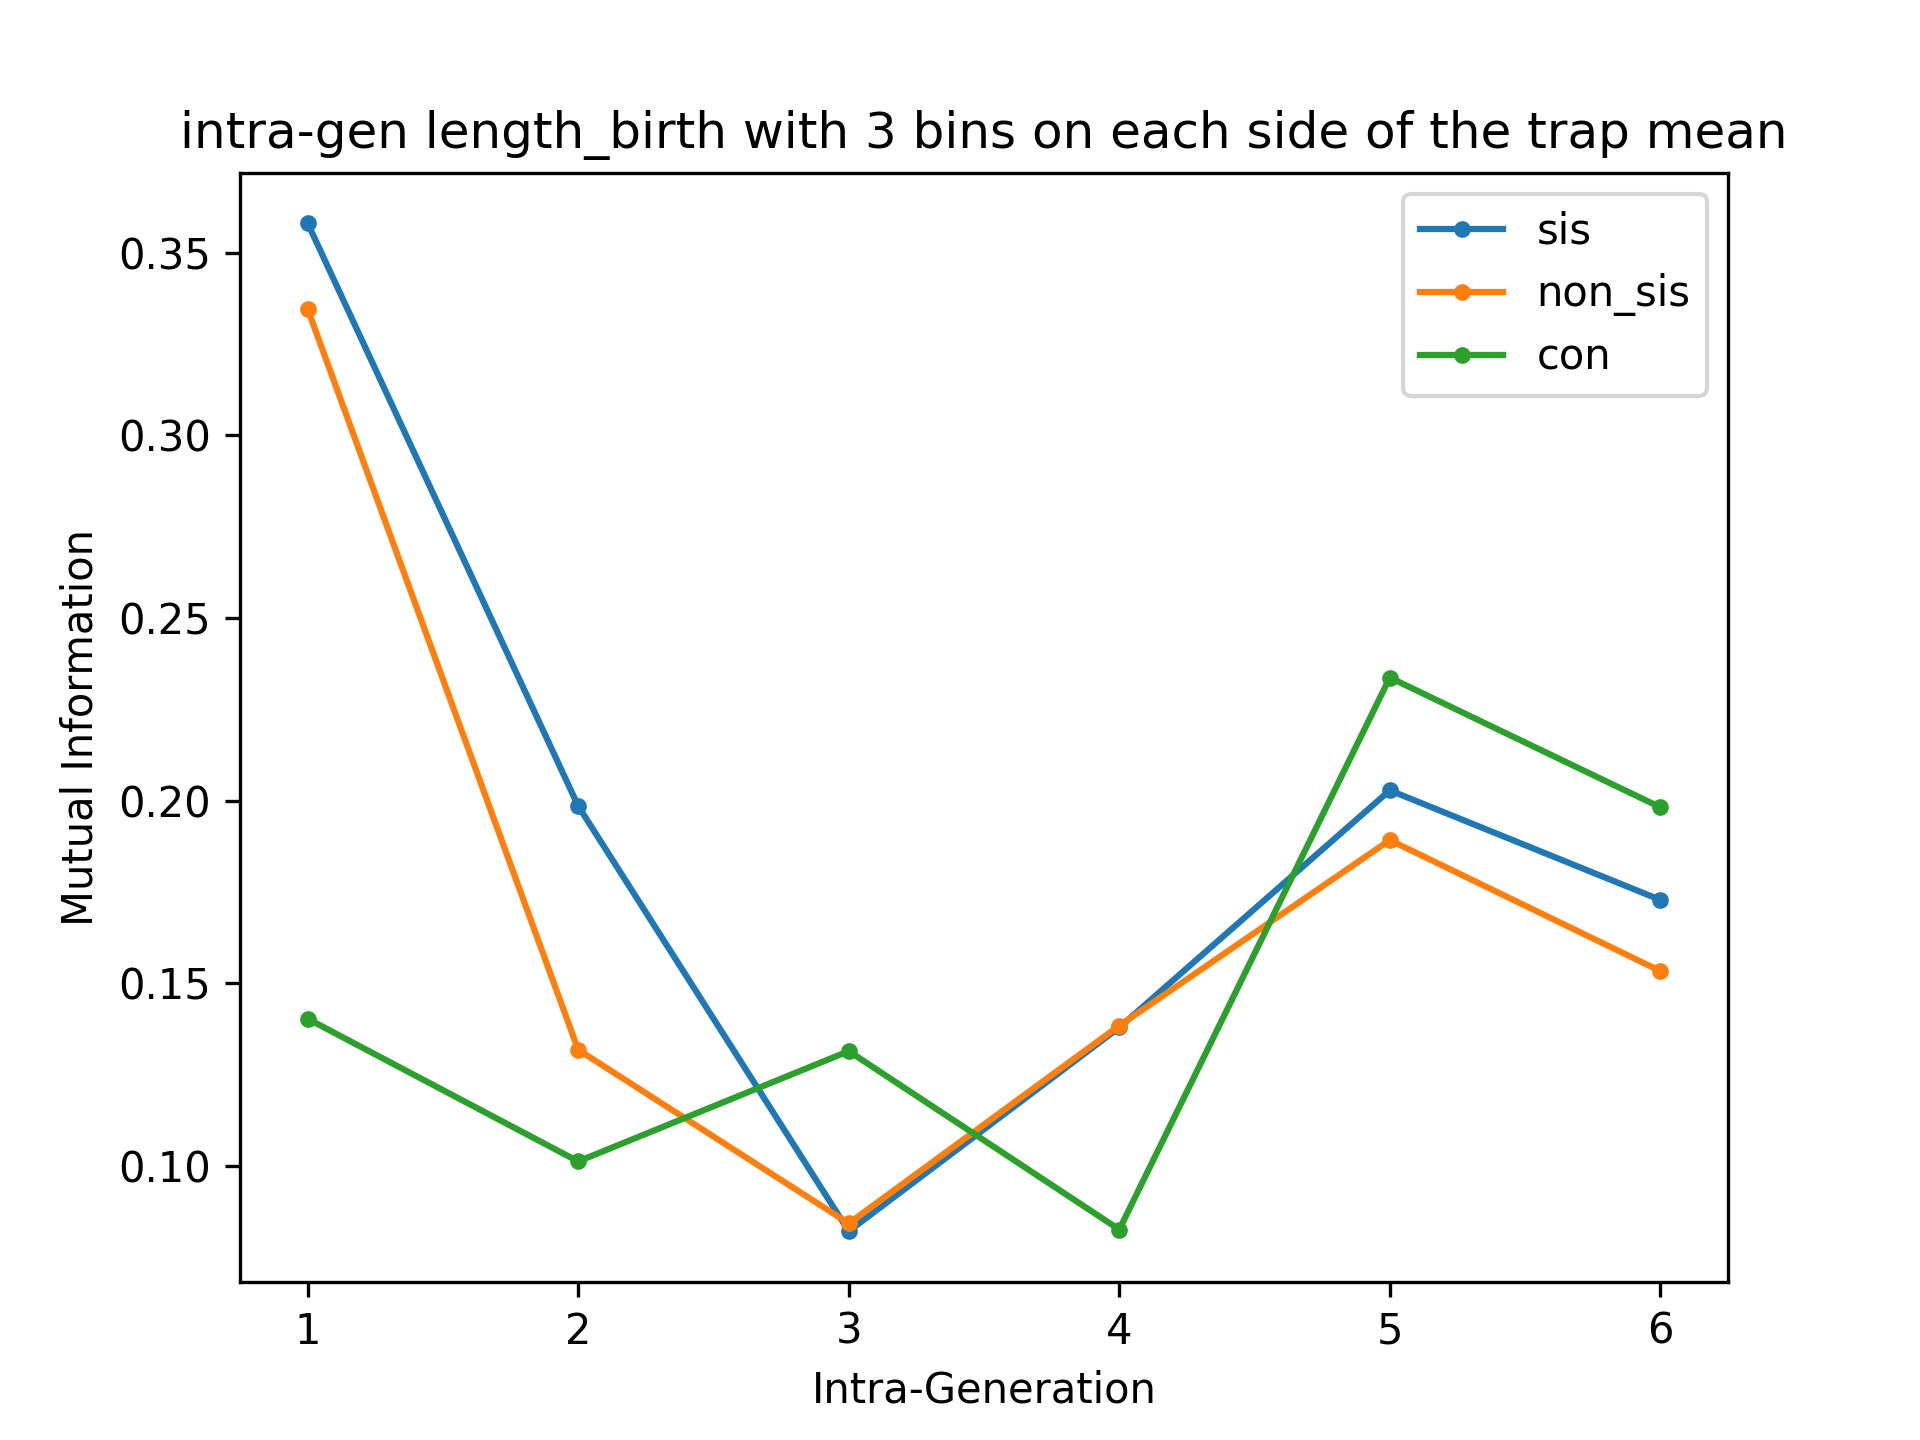 intra-gen length_birth with 3 bins on each side of the trap mean
sis
non_sis
con
Mutual Information
0.35
0.30
0.25
0.20
0.15
0.10
1 2 3 4 5 6
Intra-Generation